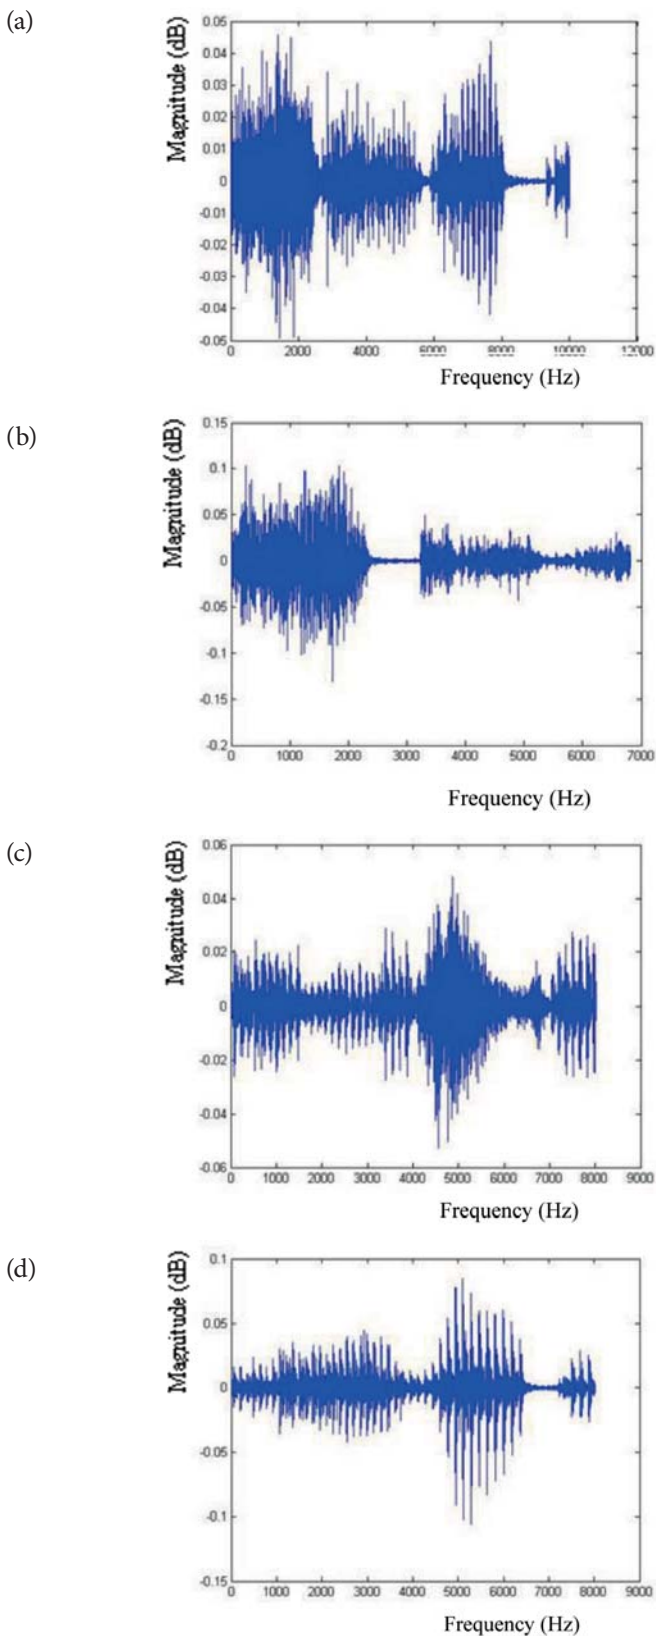 (a)
Magnitude (dB)
0.05
0.04
0.03
0.02
0.01
0
-0.01
-0.02
-0.03
-0.04
-0.05
0 2000 4000 6000 8000 10000 12000
Frequency (Hz)
(b)
Magnitude (dB)
0.15
0.1
0.05
0
-0.05
-0.1
-0.15
-0.2
0 1000 2000 3000 4000 5000 6000 7000
Frequency (Hz)
(c)
Magnitude (dB)
0.06
0.04
0.02
0
-0.02
-0.04
-0.06
0 1000 2000 3000 4000 5000 6000 7000 8000 9000
Frequency (Hz)
(d)
Magnitude (dB)
0.1
0.05
0
-0.05
-0.1
-0.15
0 1000 2000 3000 4000 5000 6000 7000 8000 9000
Frequency (Hz)